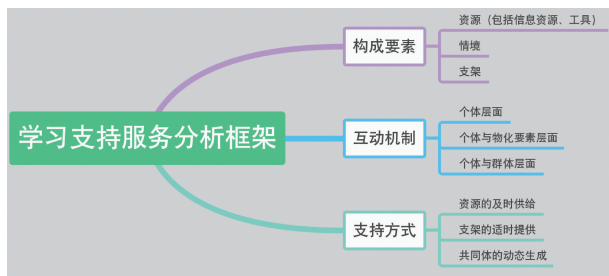 学习支持服务分析框架
构成要素
资源（包括信息资源、工具）
情境
支架
互动机制
个体层面
个体与物化要素层面
个体与群体层面
支持方式
资源的及时供给
支架的适时提供
共同体的动态生成